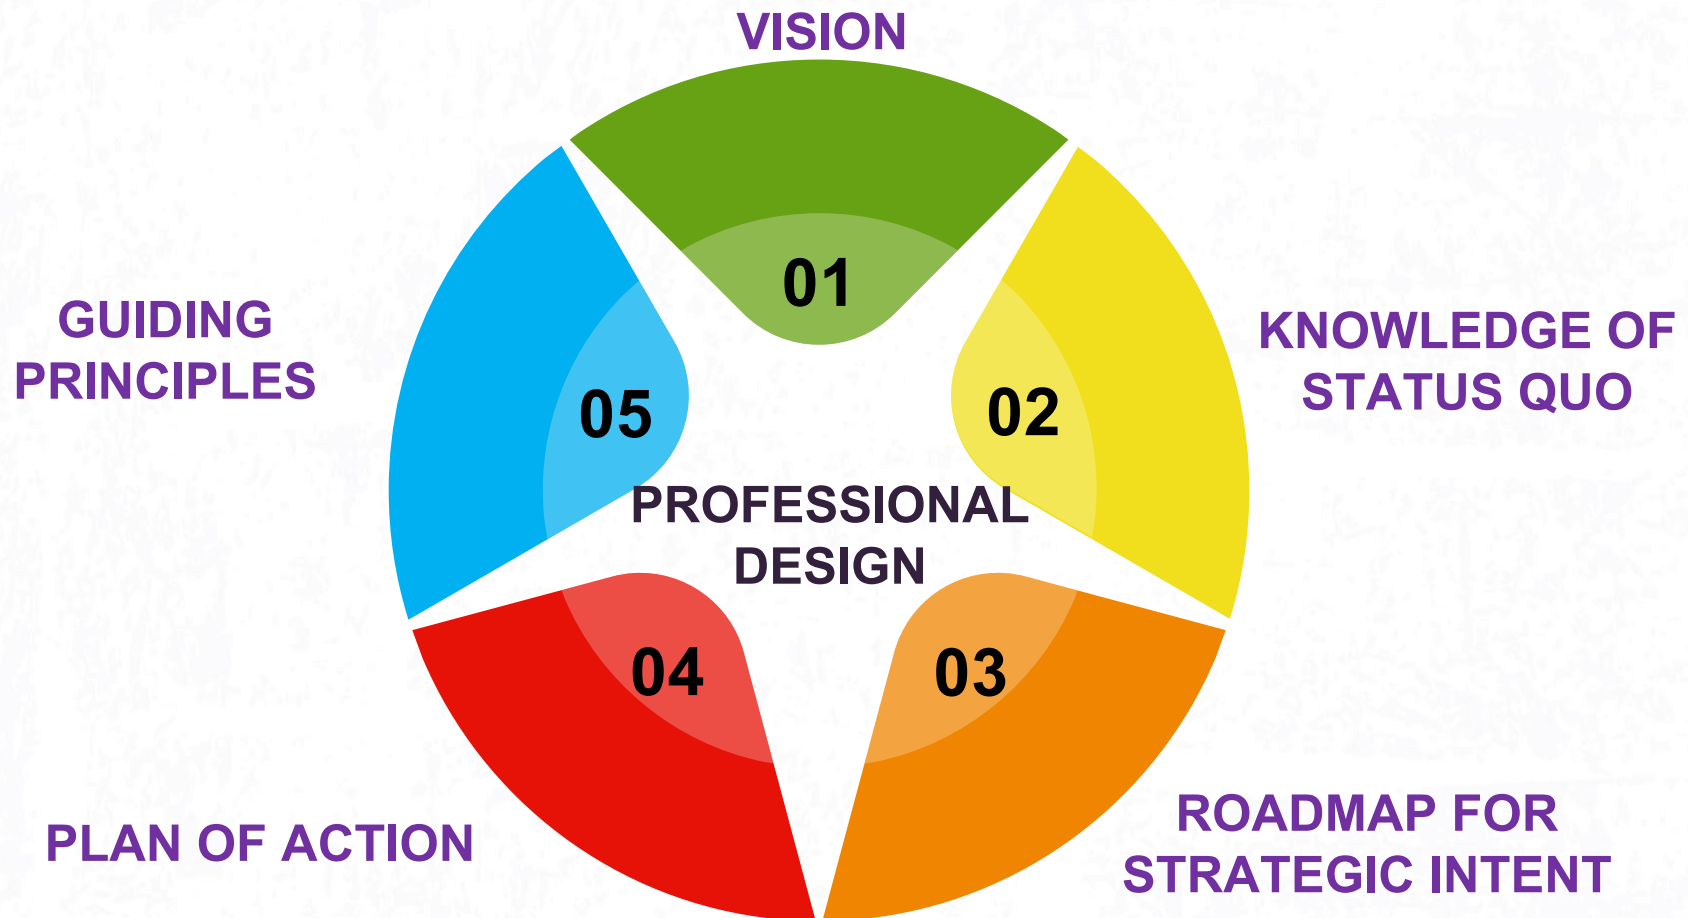 VISION
01
KNOWLEDGE OF
STATUS QUO
02
ROADMAP FOR
STRATEGIC INTENT
03
PLAN OF ACTION
04
GUIDING
PRINCIPLES
05
PROFESSIONAL
DESIGN